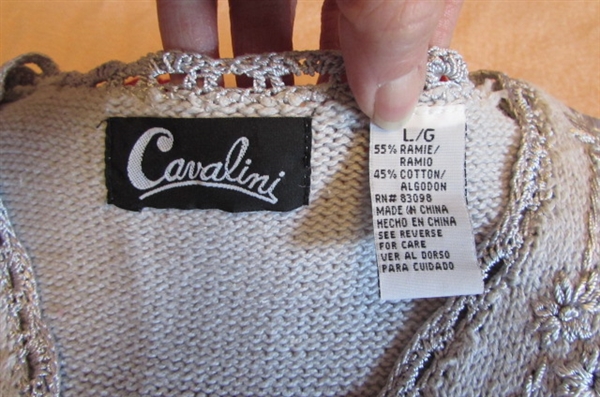 Cavalini
L/G
55% RAMIE/
RAMIO
45% COTTON/
ALGODON
RN# 83098
MADE IN CHINA
HECHO EN CHINA
SEE REVERSE
FOR CARE
VER AL DORSO
PARA CUIDADO